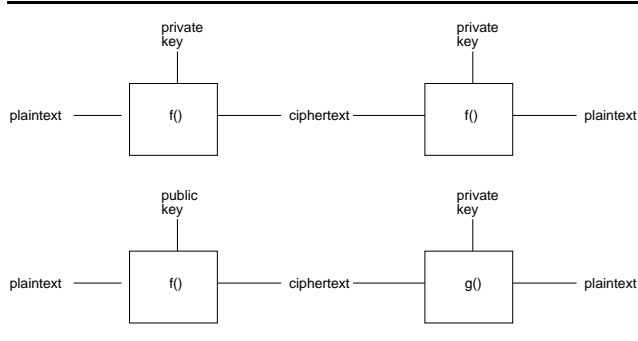 private
key
private
key
plaintext f() ciphertext f() plaintext
public
key
private
key
plaintext f() ciphertext g() plaintext